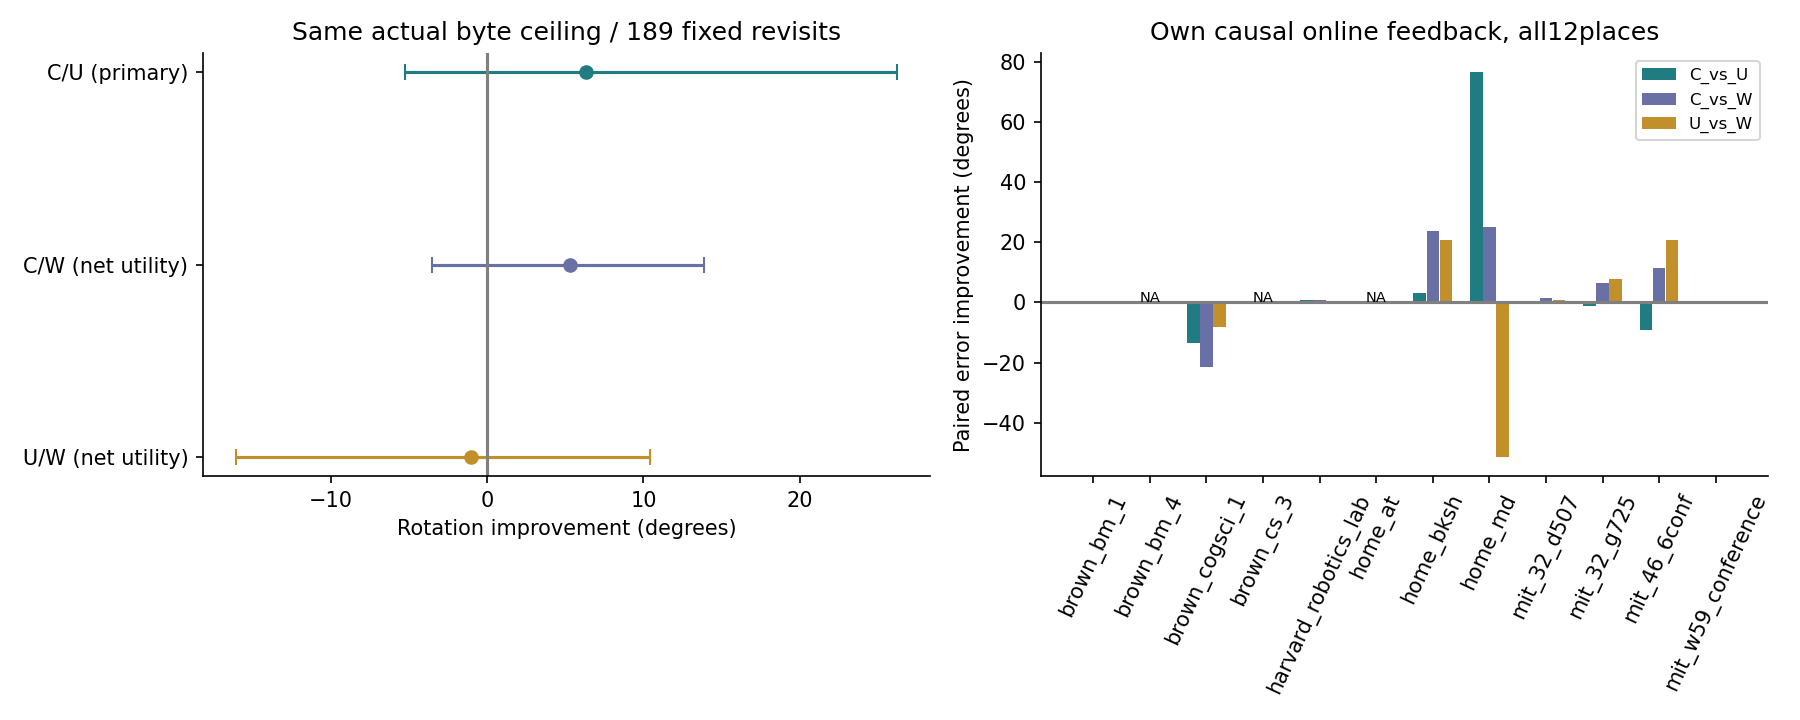 Same actual byte ceiling / 189 fixed revisits
C/U (primary)
C/W (net utility)
U/W (net utility)
−10
0
10
20
Rotation improvement (degrees)
Own causal online feedback, all12places
Paired error improvement (degrees)
80
60
40
20
0
−20
−40
C_vs_U
C_vs_W
U_vs_W
NA
NA
NA
brown_bm_1
brown_bm_4
brown_cogsci_1
brown_cs_3
harvard_robotics_lab
home_at
home_bksh
home_md
mit_32_d507
mit_32_g725
mit_46_6conf
mit_w59_conference